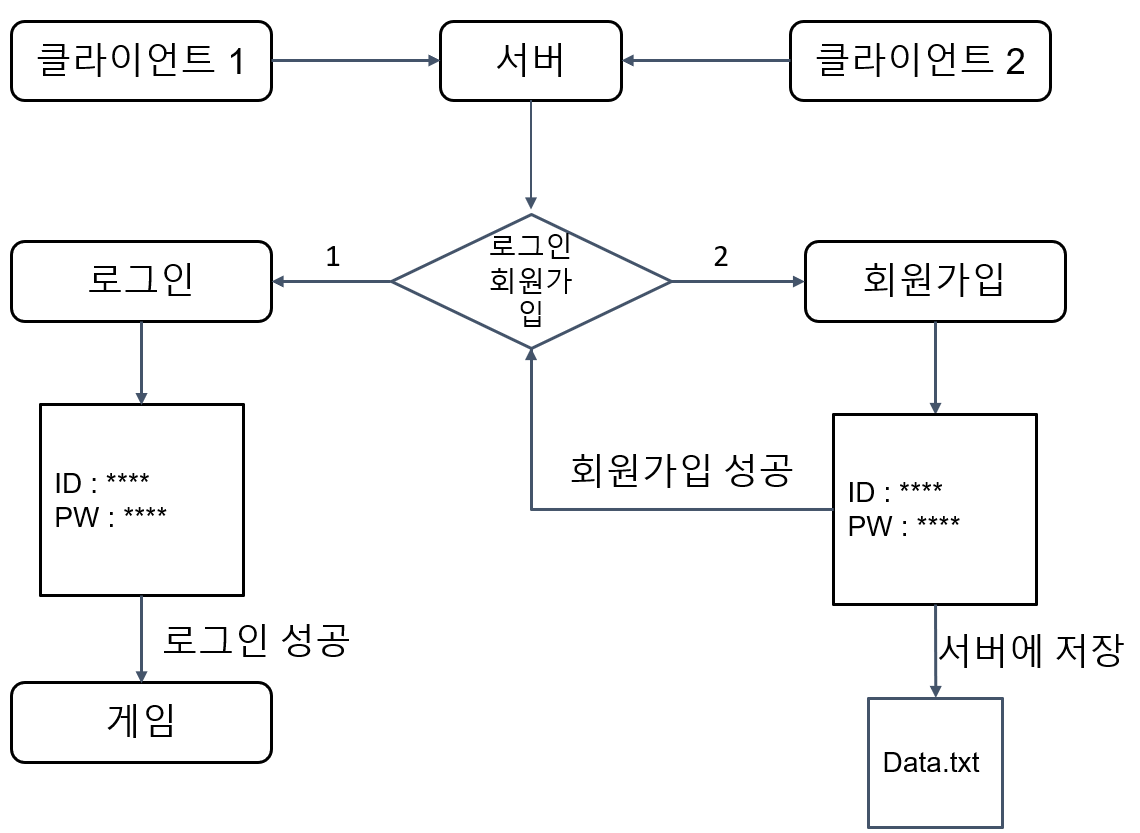 클라이언트 1
서버
클라이언트 2
로그인
1
로그인
회원가
입
2
회원가입
ID : ****
PW : ****
회원가입 성공
ID : ****
PW : ****
로그인 성공
서버에 저장
게임
Data.txt